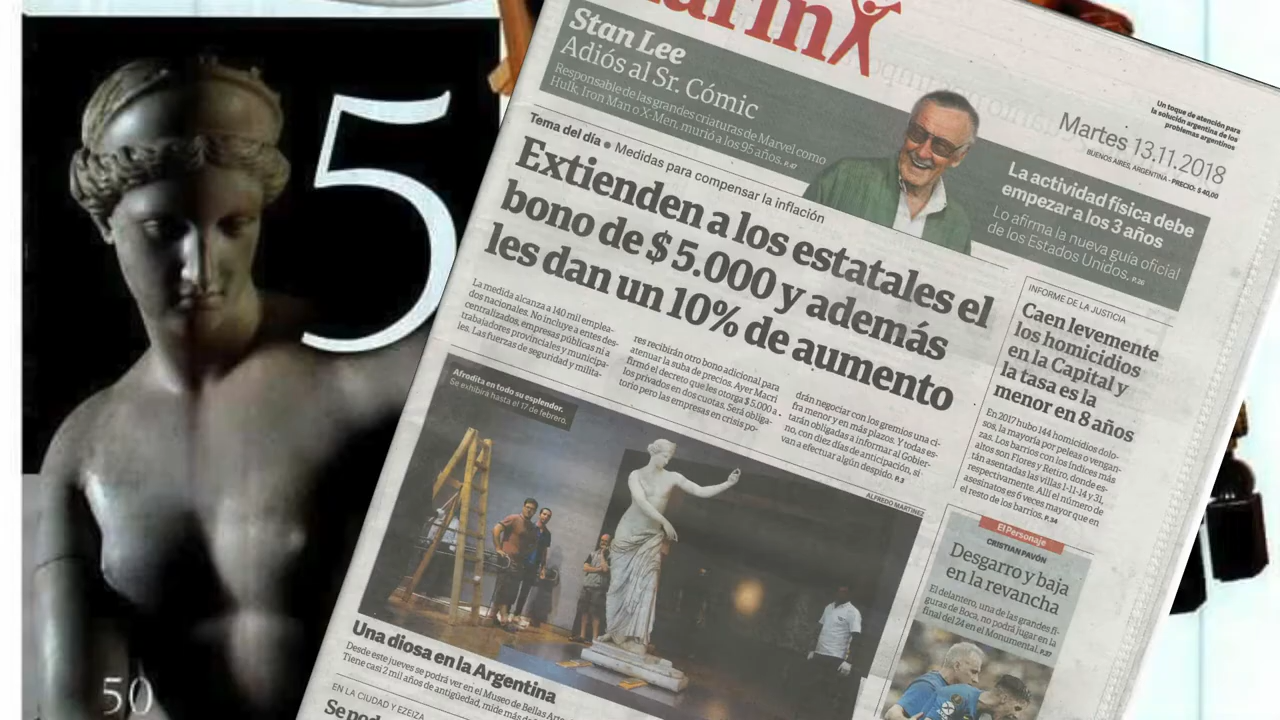 5
50
Stan Lee
Adiós al Sr. Cómic
Responsable de las grandes criaturas de Marvel como
Hulk, Iron Man o X-Men, murió a los 95 años. P.47
Un toque de atención para
la solución argentina de los
problemas argentinos
Martes 13.11.2018
BUENOS AIRES, ARGENTINA - PRECIO: $ 40,00
La actividad física debe
empezar a los 3 años
Lo afirma la nueva guía oficial
de los Estados Unidos. P.26
Tema del día • Medidas para compensar la inflación
Extienden a los estatales el
bono de $ 5.000 y además
les dan un 10% de aumento
La medida alcanza a 140 mil emplea-
dos nacionales. No incluye a entes des-
centralizados, empresas públicas ni a
trabajadores provinciales y municipa-
les. Las fuerzas de seguridad y milita-
res recibirán otro bono adicional para
atenuar la suba de precios. Ayer Macri
firmó el decreto que les otorga $ 5.000 a
los privados en dos cuotas. Será obliga-
torio pero las empresas en crisis po-
drán negociar con los gremios una ci-
fra menor y en más plazos. Y todas es-
tarán obligadas a informar al Gobier-
no, con diez días de anticipación, si
van a efectuar algún despido. P.3
INFORME DE LA JUSTICIA
Caen levemente
los homicidios
en la Capital y
la tasa es la
menor en 8 años
En 2017 hubo 144 homicidios dolo-
sos, la mayoría por peleas o vengan-
zas. Los barrios con los índices más
altos son Flores y Retiro, donde es-
tán asentadas las villas 1-11-14 y 31,
respectivamente. Allí el número de
asesinatos es 6 veces mayor que en
el resto de los barrios. P.34
Afrodita en todo su esplendor.
Se exhibirá hasta el 17 de febrero.
ALFREDO MARTINEZ
El Personaje
CRISTIAN PAVÓN
Desgarro y baja
en la revancha
El delantero, una de las grandes fi-
guras de Boca, no podrá jugar en la
final del 24 en el Monumental. P.37
Una diosa en la Argentina
Desde este jueves se podrá ver en el Museo de Bellas Arte
Tiene casi 2 mil años de antigüedad, mide más de
EN LA CIUDAD Y EZEIZA
Se pod